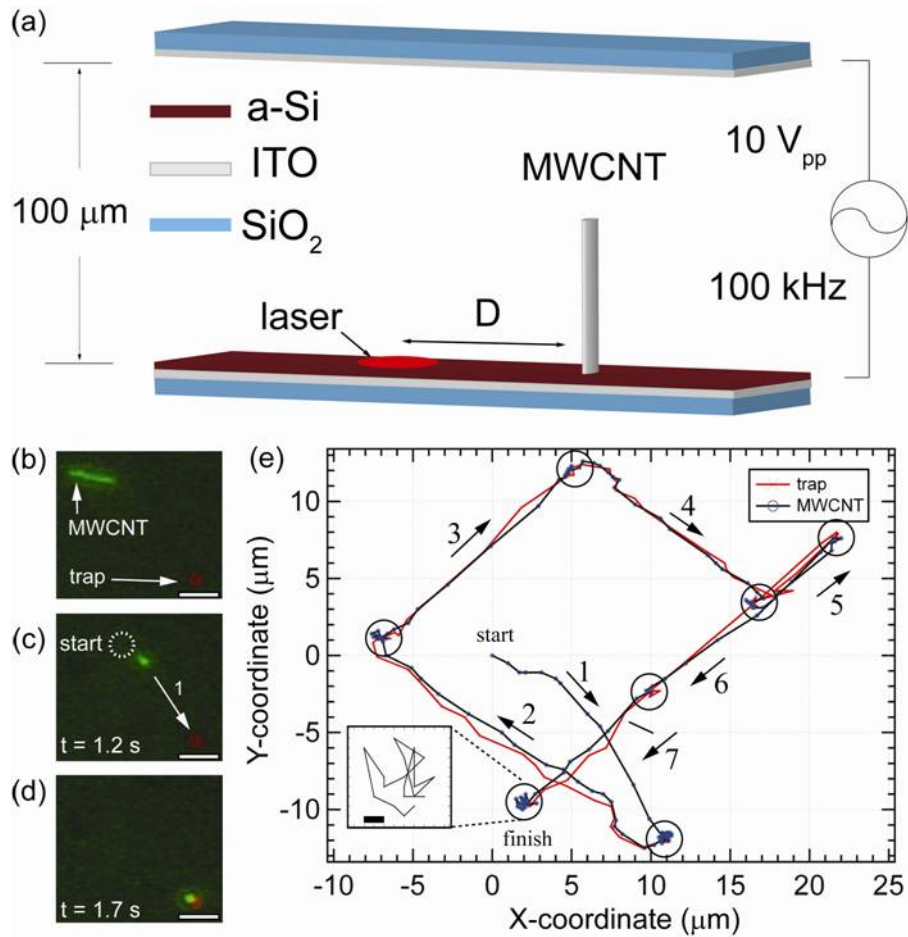 (a)
a-Si
ITO
SiO₂
100 μm
MWCNT
10 Vpp
100 kHz
laser
D
(b)
MWCNT
trap
(c)
start
1
t = 1.2 s
(d)
t = 1.7 s
(e)
trap
MWCNT
start
1
2
3
4
5
6
7
finish
Y-coordinate (μm)
10
5
0
-5
-10
-10 -5 0 5 10 15 20 25
X-coordinate (μm)